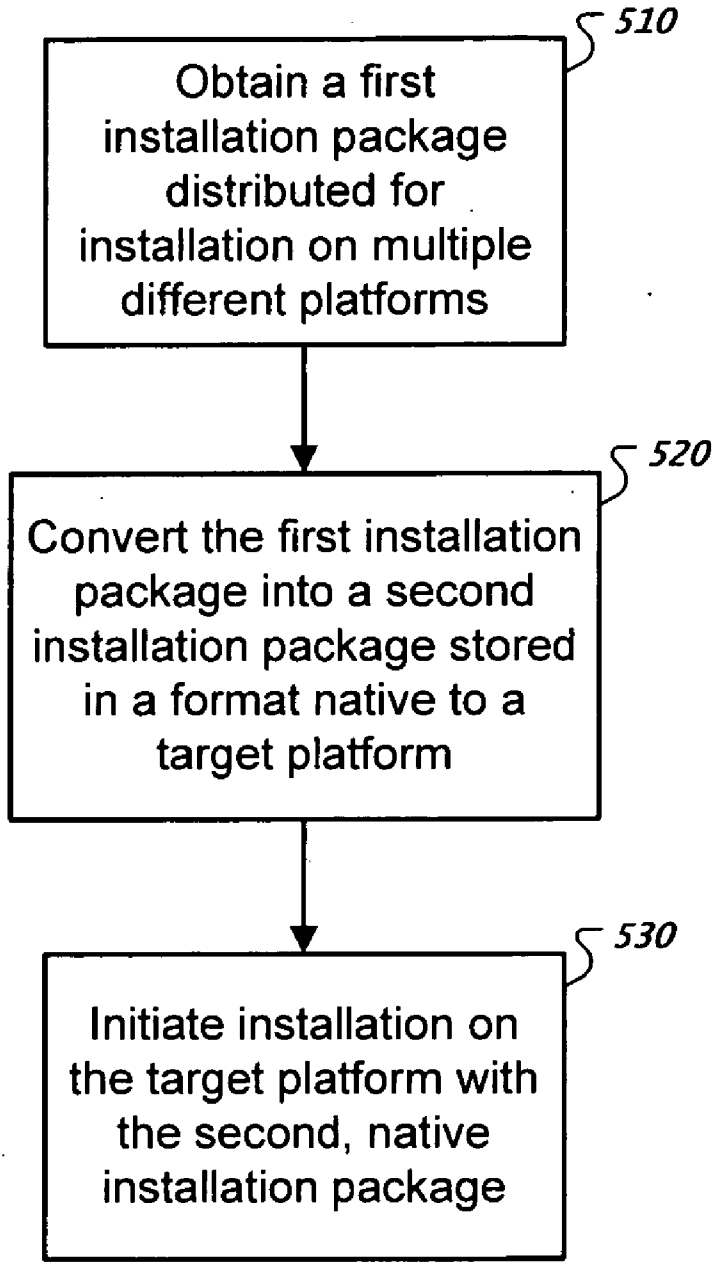 510
Obtain a first
installation package
distributed for
installation on multiple
different platforms
520
Convert the first installation
package into a second
installation package stored
in a format native to a
target platform
530
Initiate installation on
the target platform with
the second, native
installation package